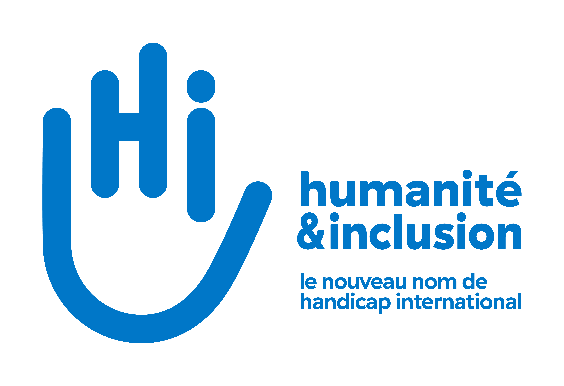 Hi
humanité
&inclusion
le nouveau nom de
handicap international